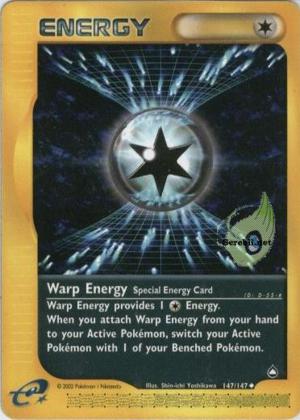 ENERGY
Serebii.net
Warp Energy Special Energy Card
ID: D-55-#
Warp Energy provides 1 Energy.
When you attach Warp Energy from your hand
to your Active Pokémon, switch your Active
Pokémon with 1 of your Benched Pokémon.
Illus. Shin-ichi Yoshikawa 147/147
e
© 2002 Pokémon / Nintendo